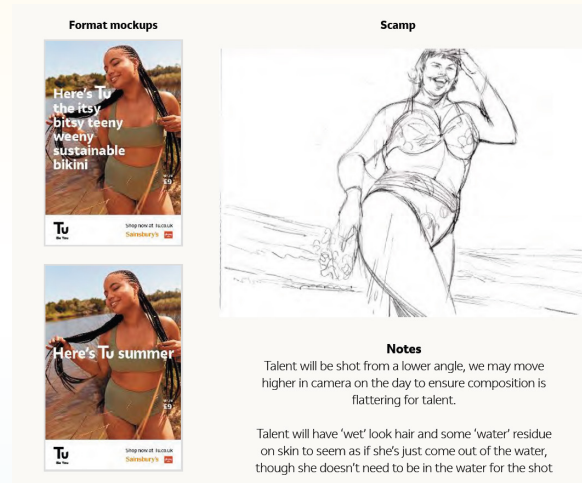 Format mockups
Here's Tu
the itsy
bitsy teeny
weeny
sustainable
bikini
£9
Tu
Be You
Shop now at tu.co.uk
Sainsbury's
Here's Tu summer
£9
Tu
Be You
Shop now at tu.co.uk
Sainsbury's
Scamp
Notes
Talent will be shot from a lower angle, we may move
higher in camera on the day to ensure composition is
flattering for talent.
Talent will have ‘wet’ look hair and some ‘water’ residue
on skin to seem as if she's just come out of the water,
though she doesn't need to be in the water for the shot